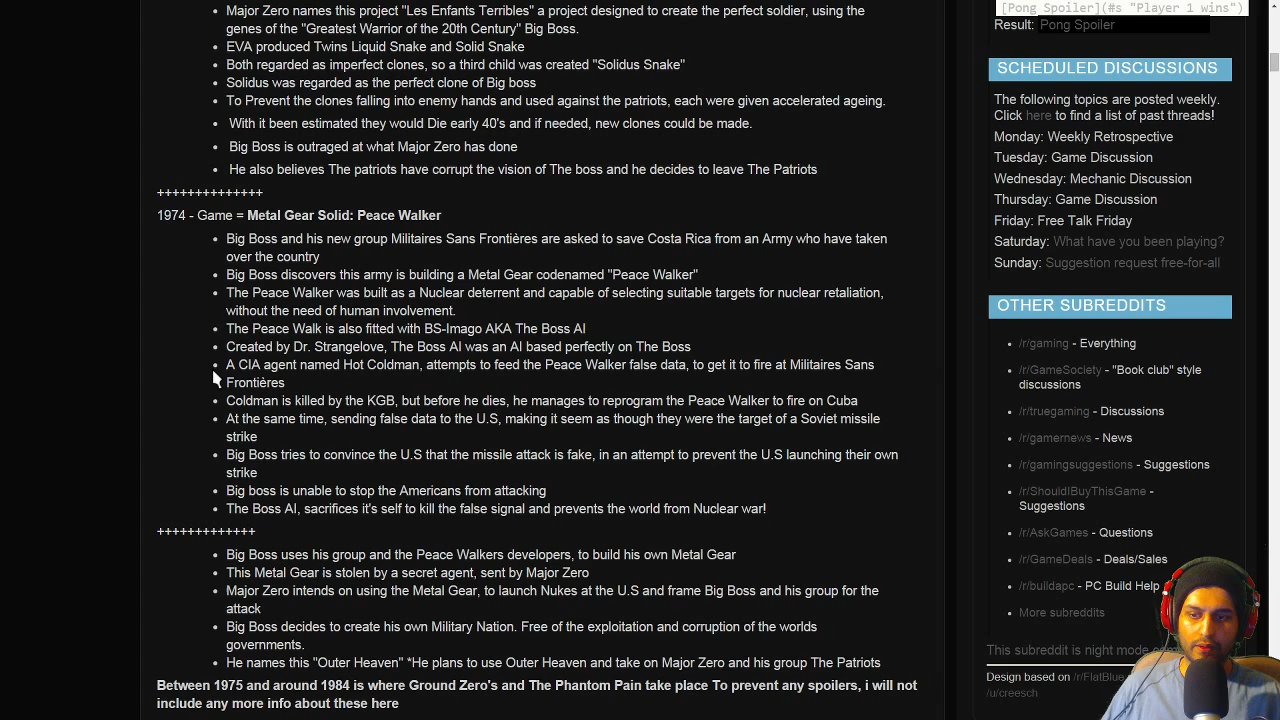 Major Zero names this project "Les Enfants Terribles" a project designed to create the perfect soldier, using the
genes of the "Greatest Warrior of the 20th Century" Big Boss.
EVA produced Twins Liquid Snake and Solid Snake
Both regarded as imperfect clones, so a third child was created "Solidus Snake"
Solidus was regarded as the perfect clone of Big boss
To Prevent the clones falling into enemy hands and used against the patriots, each were given accelerated ageing.
With it been estimated they would Die early 40's and if needed, new clones could be made.
Big Boss is outraged at what Major Zero has done
He also believes The patriots have corrupt the vision of The boss and he decides to leave The Patriots
++++++++++++++
1974 - Game = Metal Gear Solid: Peace Walker
Big Boss and his new group Militaires Sans Frontières are asked to save Costa Rica from an Army who have taken
over the country
Big Boss discovers this army is building a Metal Gear codenamed "Peace Walker"
The Peace Walker was built as a Nuclear deterrent and capable of selecting suitable targets for nuclear retaliation,
without the need of human involvement.
The Peace Walk is also fitted with BS-Imago AKA The Boss AI
Created by Dr. Strangelove, The Boss AI was an AI based perfectly on The Boss
A CIA agent named Hot Coldman, attempts to feed the Peace Walker false data, to get it to fire at Militaires Sans
Frontières
Coldman is killed by the KGB, but before he dies, he manages to reprogram the Peace Walker to fire on Cuba
At the same time, sending false data to the U.S, making it seem as though they were the target of a Soviet missile
strike
Big Boss tries to convince the U.S that the missile attack is fake, in an attempt to prevent the U.S launching their own
strike
Big boss is unable to stop the Americans from attacking
The Boss AI, sacrificed it's self to kill the false signal and prevents the world from Nuclear war!
+++++++++++++
Big Boss uses his group and the Peace Walkers developers, to build his own Metal Gear
This Metal Gear is stolen by a secret agent, sent by Major Zero
Major Zero intends on using the Metal Gear, to launch Nukes at the U.S and frame Big Boss and his group for the
attack
Big Boss decides to create his own Military Nation. Free of the exploitation and corruption of the worlds
governments.
He names this "Outer Heaven" *He plans to use Outer Heaven and take on Major Zero and his group The Patriots
Between 1975 and around 1984 is where Ground Zero's and The Phantom Pain take place To prevent any spoilers, i will not
include any more info about these here
[Pong Spoiler](#s "Player 1 wins")
Result: Pong Spoiler
SCHEDULED DISCUSSIONS
The following topics are posted weekly.
Click here to find a list of past threads!
Monday: Weekly Retrospective
Tuesday: Game Discussion
Wednesday: Mechanic Discussion
Thursday: Game Discussion
Friday: Free Talk Friday
Saturday: What have you been playing?
Sunday: Suggestion request free-for-all
OTHER SUBREDDITS
/r/gaming - Everything
/r/GameSociety - "Book club" style
discussions
/r/truegaming - Discussions
/r/gamernews - News
/r/gamingsuggestions - Suggestions
/r/ShouldIBuyThisGame -
Suggestions
/r/AskGames - Questions
/r/GameDeals - Deals/Sales
/r/buildapc - PC Build Help
More subreddits
This subreddit is night mode
Design based on /r/FlatBlue
/u/creesch